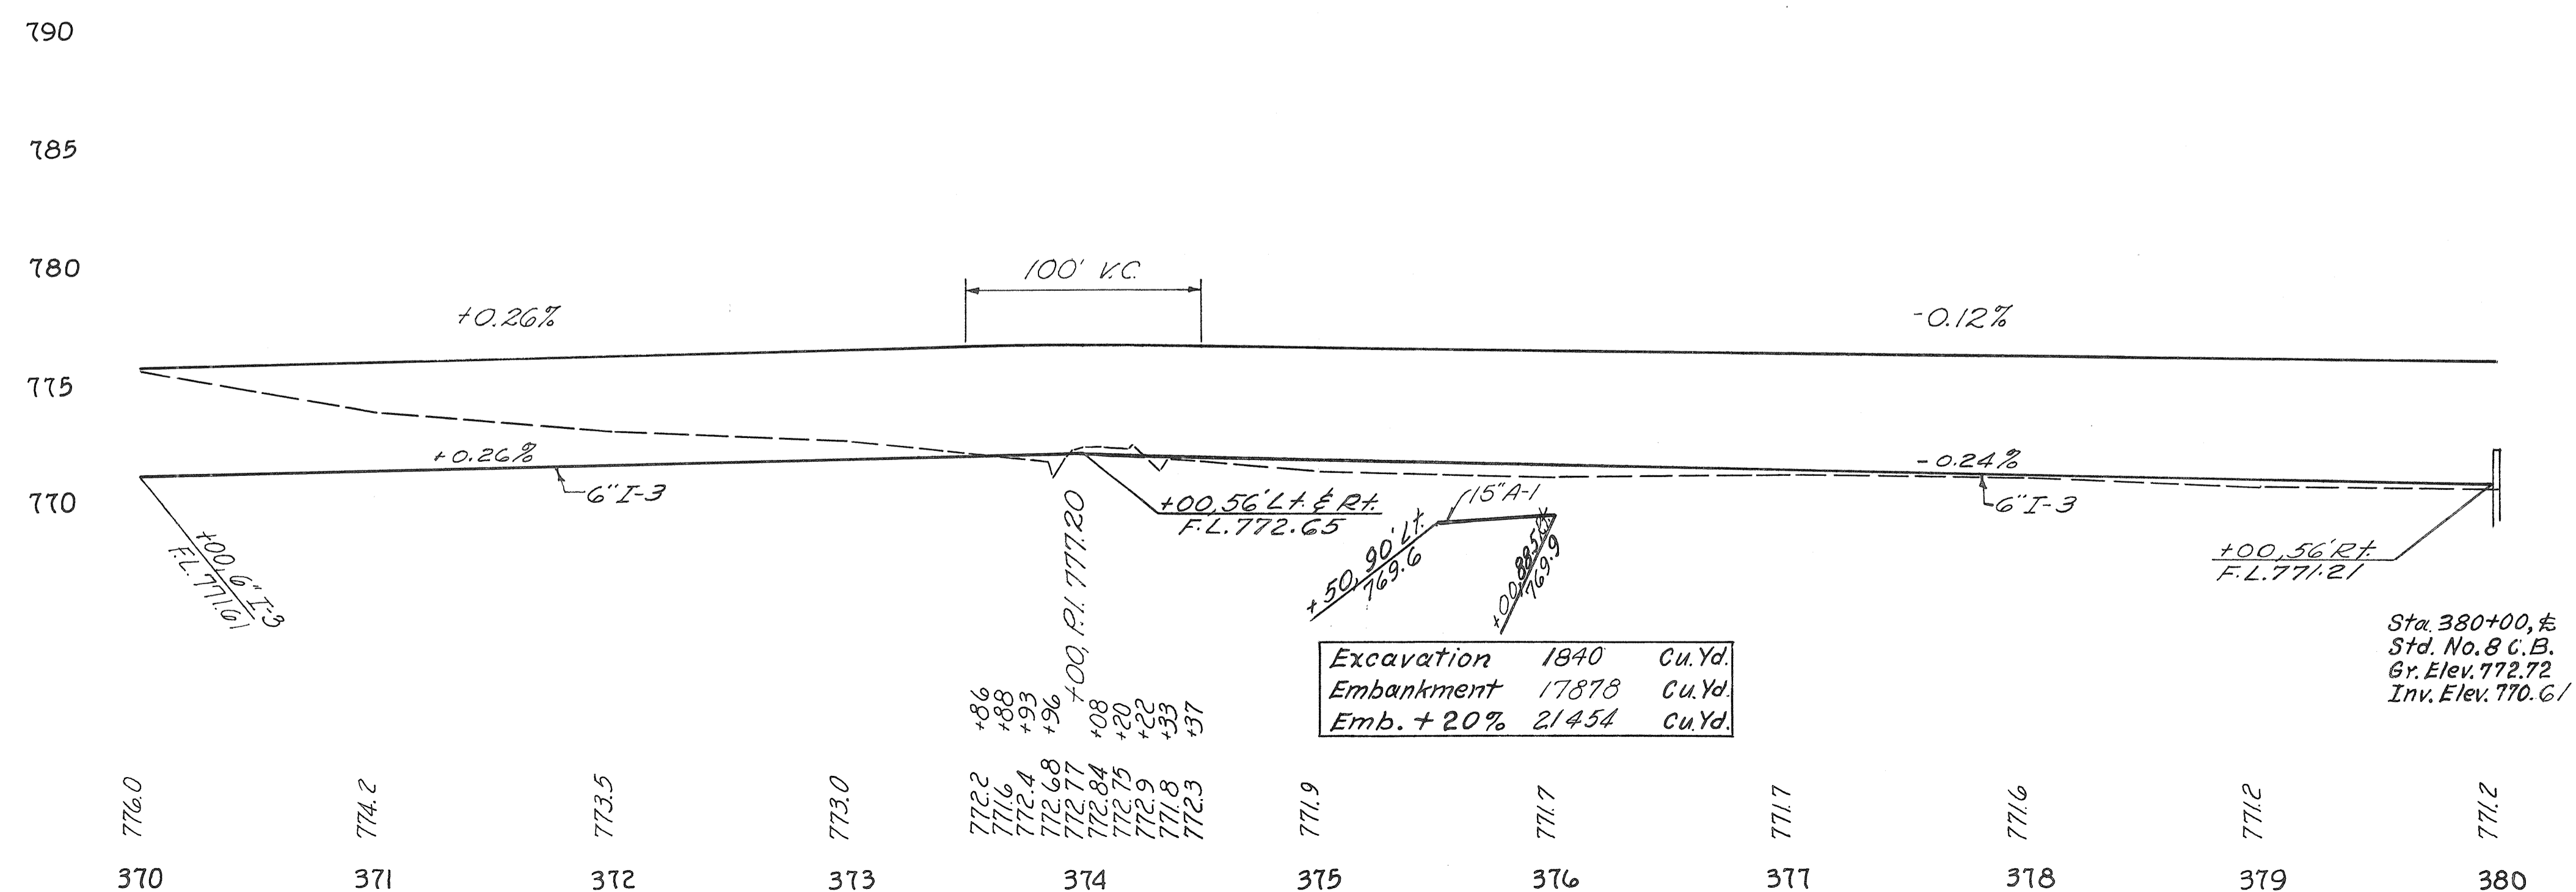 790
785
780
775
770
100' V.C.
+0.26%
-0.12%
+0.26%
6" I-3
-0.24%
6" I-3
+00, 6" I-3
F.L. 771.61
+00, P.I. 777.20
+00, 56' Lt. & Rt.
F.L. 772.65
15" A-1
+50, 90' Lt.
769.6
+00, 88.5' Rt.
769.9
+00, 56' Rt.
F.L. 771.21
Sta. 380+00, ℄
Std. No. 8 C.B.
Gr. Elev. 772.72
Inv. Elev. 770.61
Excavation 1840 Cu. Yd.
Embankment 17878 Cu. Yd.
Emb. + 20% 21454 Cu. Yd.
+86 +88 +93 +96 +08 +20 +22 +33 +37
776.0 774.2 773.5 773.0 772.2 771.6 772.4 772.68 772.77 772.84 772.75 772.9 771.8 772.3 771.9 771.7 771.7 771.6 771.2 771.2
370 371 372 373 374 375 376 377 378 379 380